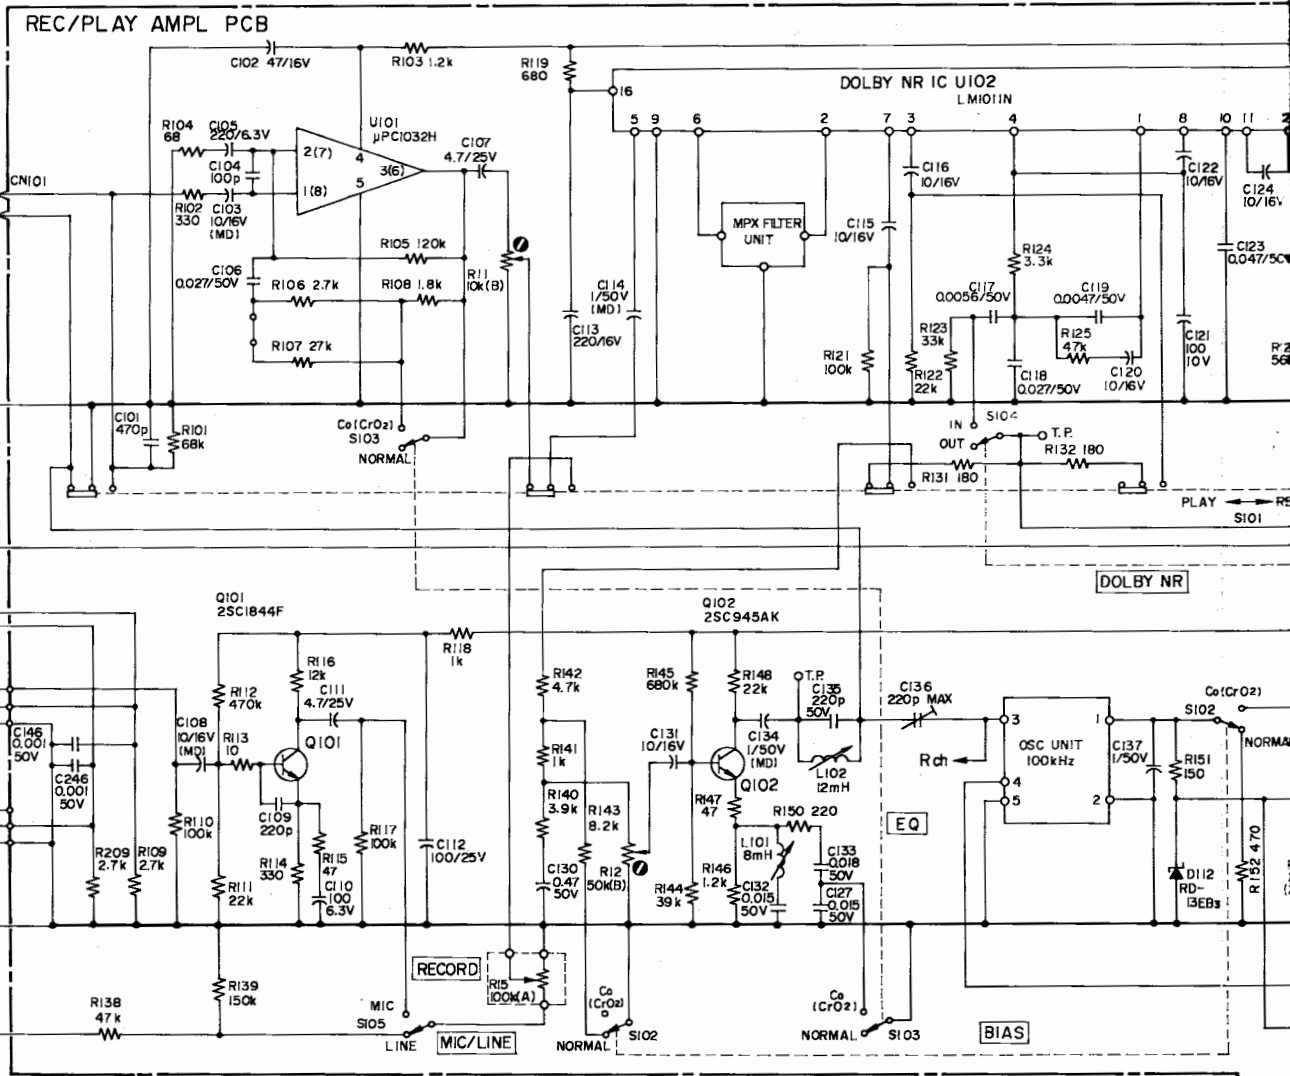 REC/PLAY AMPL PCB
C102 47/16V
R103 1.2k
R119
680
DOLBY NR IC U102
LM1011N
16
5
9
6
2
7
3
4
1
8
10
11
U101
μPC1032H
R104
68
C105
220/6.3V
C104
100p
2(7)
4
3(6)
5
1(8)
C107
4.7/25V
CN101
R102
330
C103
10/16V
(MD)
C116
10/16V
C122
10/16V
C124
10/16V
MPX FILTER
UNIT
C115
10/16V
R105 120k
C106
0.027/50V
R106 2.7k
R108 1.8k
R11
10k(B)
C114
1/50V
(MD)
R124
3.3k
C123
0.047/50V
C117
0.0056/50V
C119
0.0047/50V
R107 27k
C113
220/16V
R121
100k
R123
33k
R122
22k
R125
47k
C118
0.027/50V
C120
10/16V
C121
100
10V
C101
470p
R101
68k
Co(CrO2)
S103
NORMAL
IN
OUT
S104
T.P.
R132 180
R131 180
PLAY
RE
S101
DOLBY NR
Q101
2SC1844F
Q102
2SC945AK
R118
1k
R116
12k
C111
4.7/25V
R112
470k
R142
4.7k
R145
680k
R148
22k
T.P.
C135
220p
50V
C136
220p MAX
Co(CrO2)
S102
NORMAL
C146
0.001
50V
C246
0.001
50V
C108
10/16V
(MD)
R113
10
Q101
R141
1k
C131
10/16V
C134
1/50V
(MD)
Q102
L102
12mH
Rch
3
1
OSC UNIT
100kHz
4
5
2
C137
1/50V
R151
150
R110
100k
C109
220p
R117
100k
C112
100/25V
R140
3.9k
R143
8.2k
R147
47
R150 220
EQ
R209
2.7k
R109
2.7k
R111
22k
R114
330
R115
47
C110
100
6.3V
C130
0.47
50V
R12
50k(B)
R144
39k
R146
1.2k
L101
8mH
C132
0.015
50V
C133
0.018
50V
C127
0.015
50V
D112
RD-
13EB3
R152 470
RECORD
R15
100k(A)
R139
150k
R138
47k
MIC
S105
LINE
MIC/LINE
Co
(CrO2)
NORMAL
S102
Co
(CrO2)
NORMAL
S103
BIAS